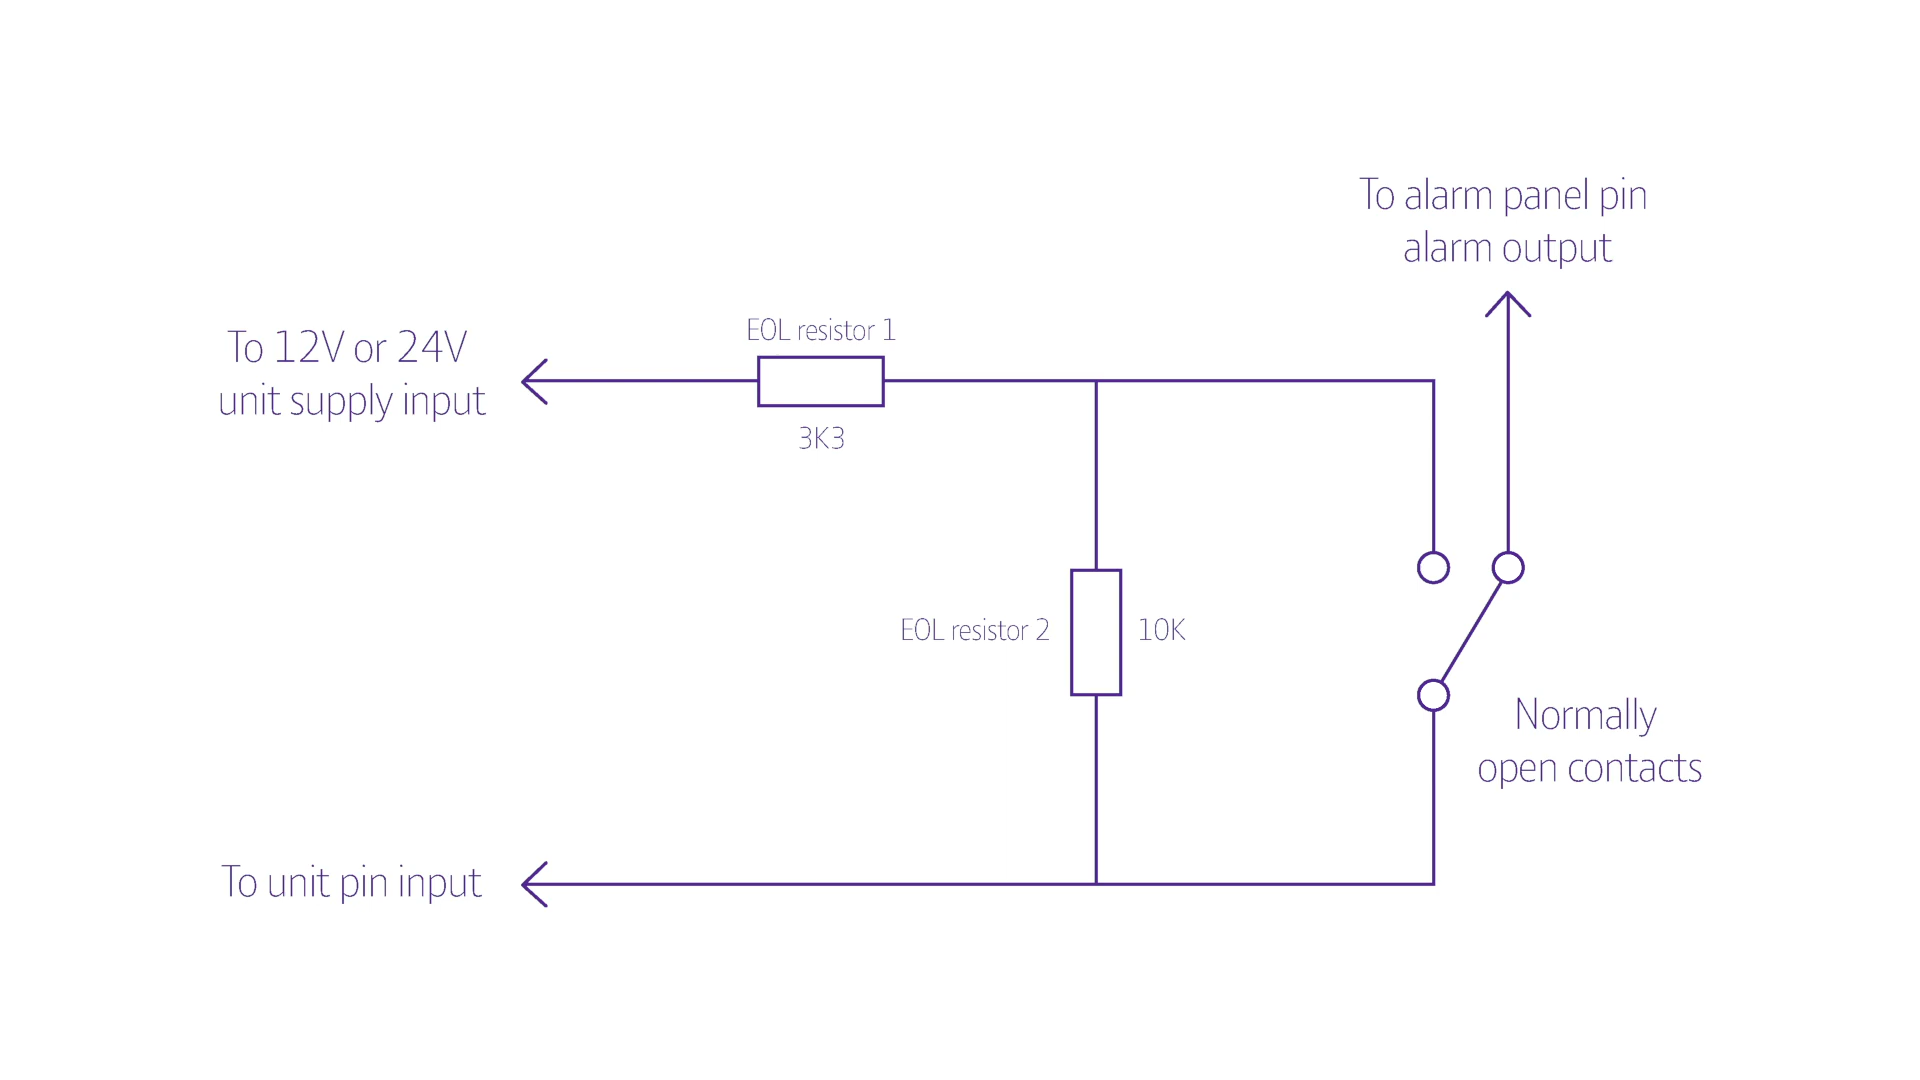 To alarm panel pin
alarm output
EOL resistor 1
To 12V or 24V
unit supply input
3K3
EOL resistor 2
10K
Normally
open contacts
To unit pin input